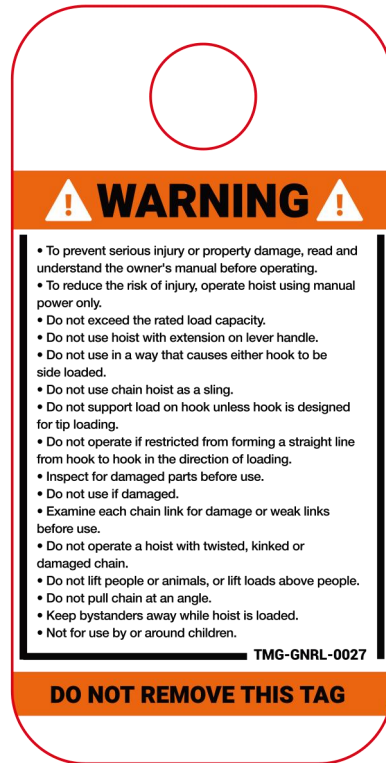 WARNING
• To prevent serious injury or property damage, read and
understand the owner's manual before operating.
• To reduce the risk of injury, operate hoist using manual
power only.
• Do not exceed the rated load capacity.
• Do not use hoist with extension on lever handle.
• Do not use in a way that causes either hook to be
side loaded.
• Do not use chain hoist as a sling.
• Do not support load on hook unless hook is designed
for tip loading.
• Do not operate if restricted from forming a straight line
from hook to hook in the direction of loading.
• Inspect for damaged parts before use.
• Do not use if damaged.
• Examine each chain link for damage or weak links
before use.
• Do not operate a hoist with twisted, kinked or
damaged chain.
• Do not lift people or animals, or lift loads above people.
• Do not pull chain at an angle.
• Keep bystanders away while hoist is loaded.
• Not for use by or around children.
TMG-GNRL-0027
DO NOT REMOVE THIS TAG